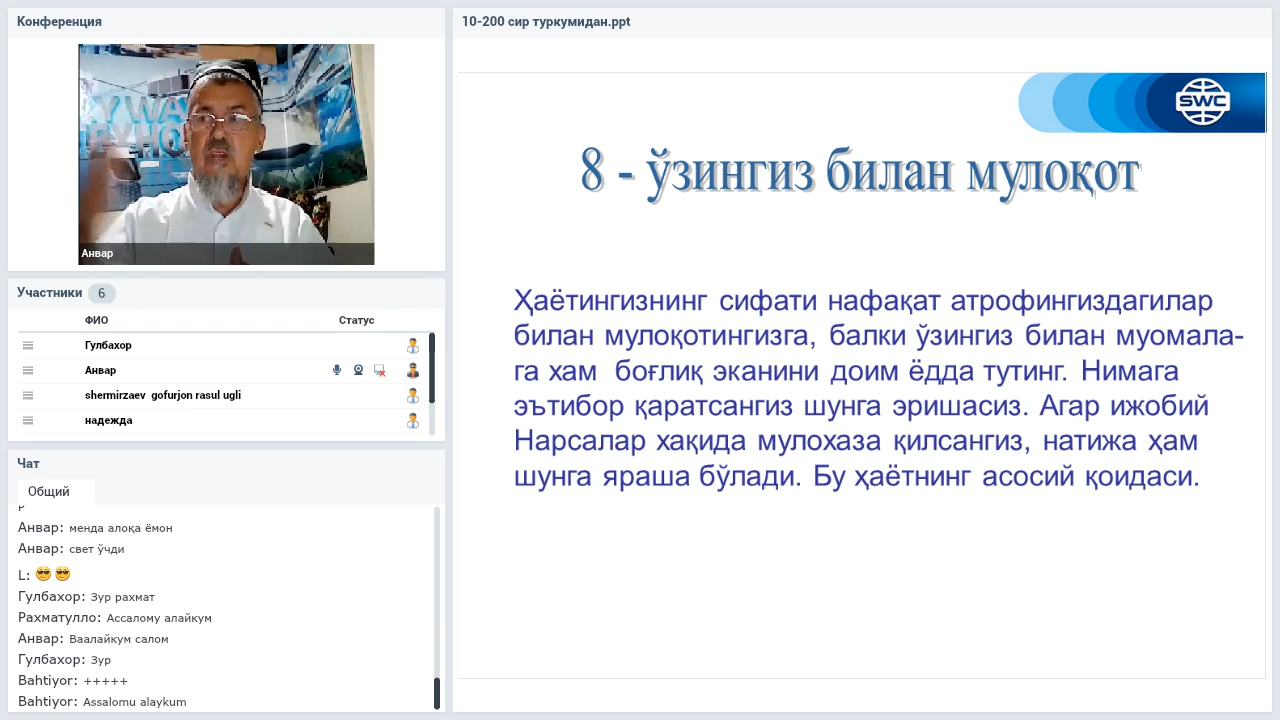 Конференция
Анвар
Участники 6
ФИО Статус
Гулбахор
Анвар
shermirzaev gofurjon rasul ugli
надежда
Чат
Общий
Анвар: менда алоқа ёмон
Анвар: свет ўчди
L: 😎 😎
Гулбахор: Зур рахмат
Рахматулло: Ассалому алайкум
Анвар: Ваалайкум салом
Гулбахор: Зур
Bahtiyor: +++++
Bahtiyor: Assalomu alaykum
10-200 сир туркумидан.ppt
SWC
8 - ўзингиз билан мулоқот
Ҳаётингизнинг сифати нафақат атрофингиздагилар
билан мулоқотингизга, балки ўзингиз билан муомала-
га хам боғлиқ эканини доим ёдда тутинг. Нимага
эътибор қаратсангиз шунга эришасиз. Агар ижобий
Нарсалар хақида мулохаза қилсангиз, натижа ҳам
шунга яраша бўлади. Бу ҳаётнинг асосий қоидаси.